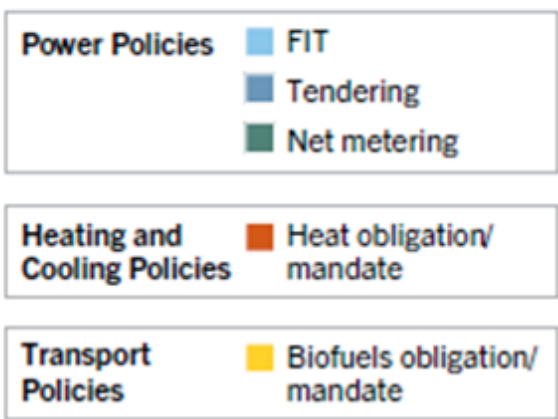 Power Policies FIT
Tendering
Net metering
Heating and Heat obligation/
Cooling Policies mandate
Transport Biofuels obligation/
Policies mandate